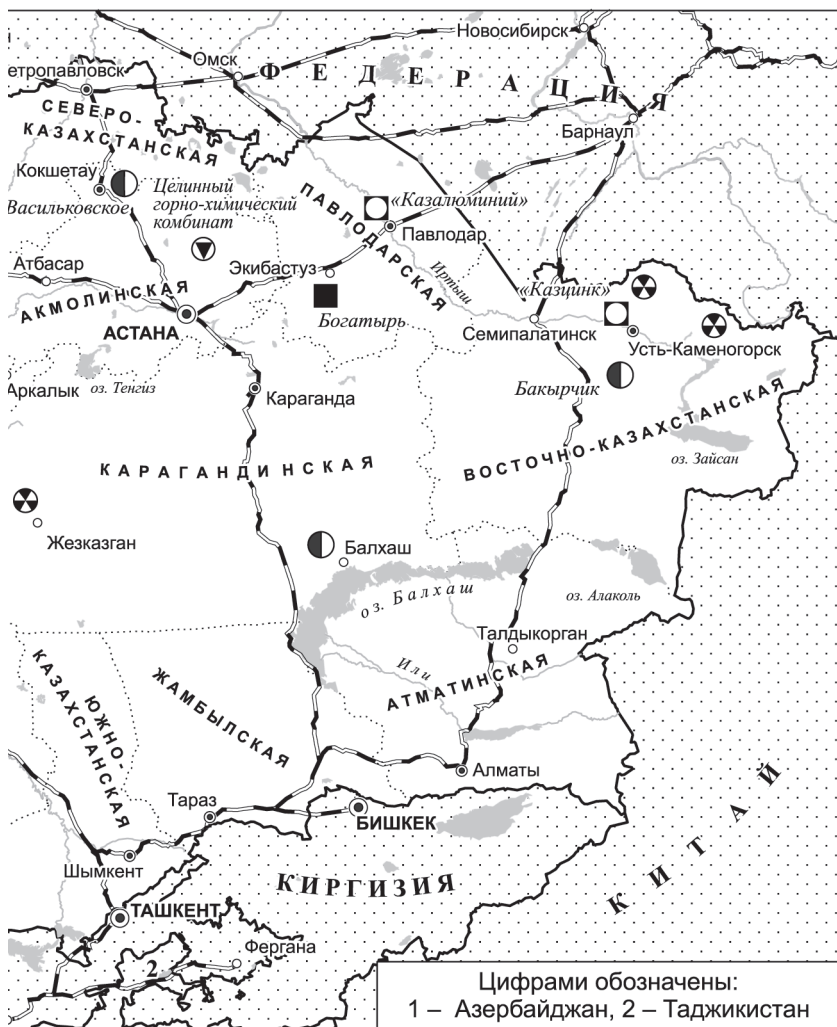 Новосибирск
Омск
ФЕДЕРАЦИЯ
етропавловск
СЕВЕРО-
КАЗАХСТАНСКАЯ
Барнаул
Кокшетау
Васильковское
Целинный
горно-химический
комбинат
ПАВЛОДАРСКАЯ
«Казалюминий»
Павлодар
Атбасар
Экибастуз
Иртыш
АКМОЛИНСКАЯ
АСТАНА
Богатырь
«Казцинк»
Семипалатинск
Усть-Каменогорск
оз. Тенгиз
Аркалык
Караганда
Бакырчик
ВОСТОЧНО-КАЗАХСТАНСКАЯ
оз. Зайсан
КАРАГАНДИНСКАЯ
Жезказган
Балхаш
оз. Балхаш
оз. Алаколь
Талдыкорган
Или
АТМАТИНСКАЯ
ЮЖНО-
КАЗАХСТАНСКАЯ
ЖАМБЫЛСКАЯ
Алматы
Тараз
БИШКЕК
КИТАЙ
Шымкент
КИРГИЗИЯ
ТАШКЕНТ
Фергана
2
Цифрами обозначены:
1 – Азербайджан, 2 – Таджикистан